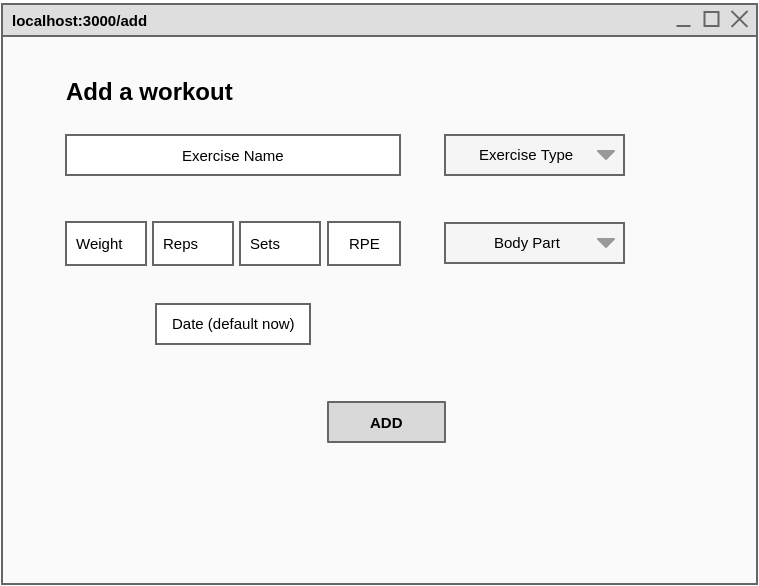 localhost:3000/add
Add a workout
Exercise Name
Exercise Type
Weight
Reps
Sets
RPE
Body Part
Date (default now)
ADD